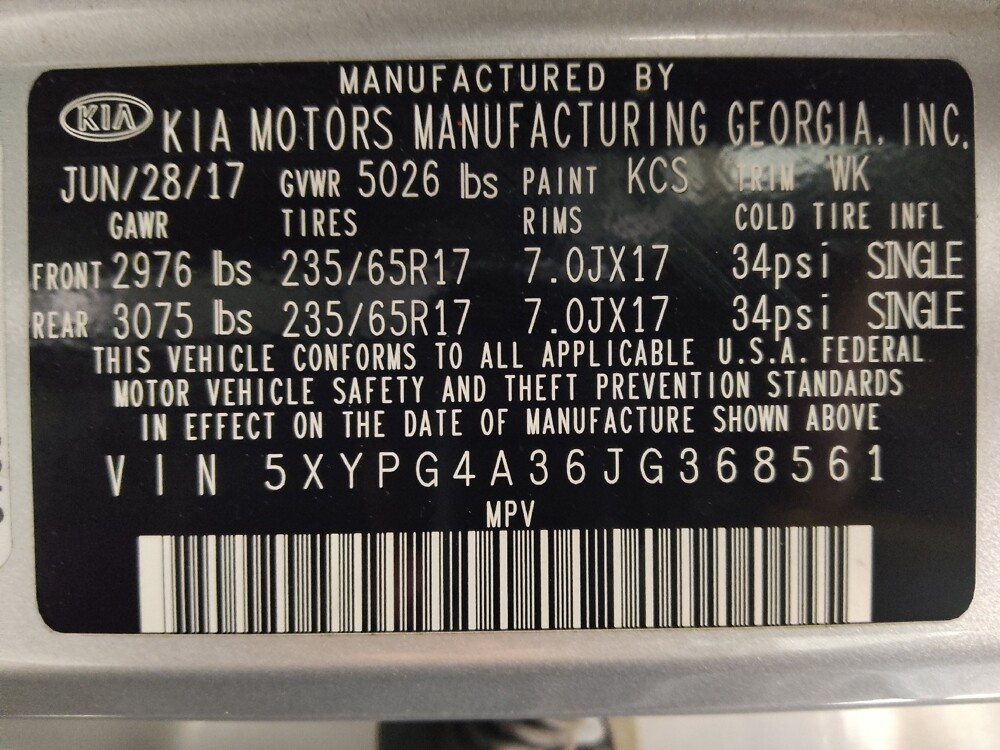 MANUFACTURED BY
KIA KIA MOTORS MANUFACTURING GEORGIA, INC.
JUN/28/17 GVWR 5026 lbs PAINT KCS TRIM WK
GAWR TIRES RIMS COLD TIRE INFL
FRONT 2976 lbs 235/65R17 7.0JX17 34psi SINGLE
REAR 3075 lbs 235/65R17 7.0JX17 34psi SINGLE
THIS VEHICLE CONFORMS TO ALL APPLICABLE U.S.A. FEDERAL
MOTOR VEHICLE SAFETY AND THEFT PREVENTION STANDARDS
IN EFFECT ON THE DATE OF MANUFACTURE SHOWN ABOVE
VIN 5XYPG4A36JG368561
MPV